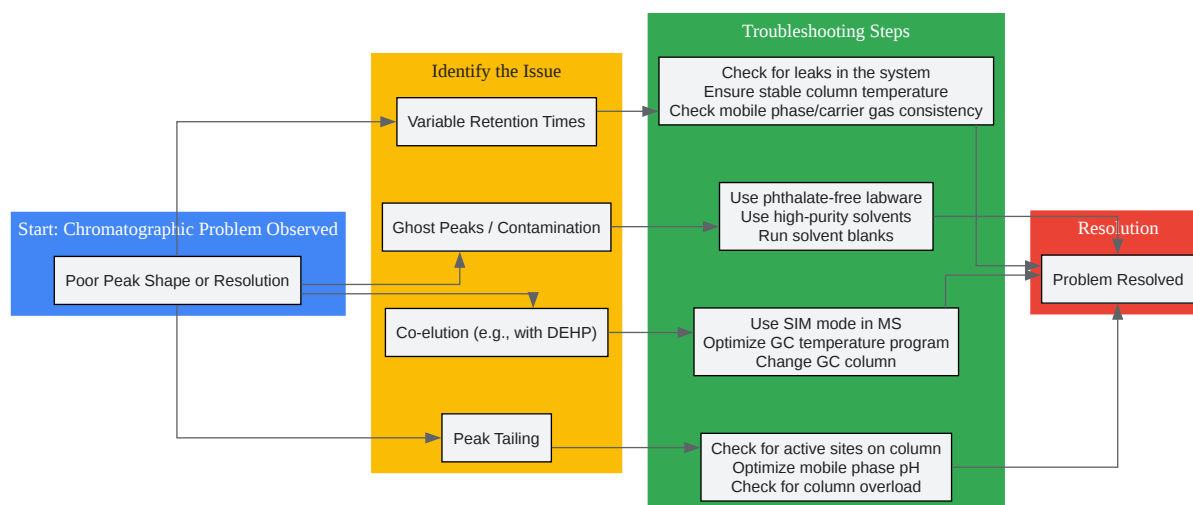 Start: Chromatographic Problem Observed
Poor Peak Shape or Resolution
Identify the Issue
Variable Retention Times
Ghost Peaks / Contamination
Co-elution (e.g., with DEHP)
Peak Tailing
Troubleshooting Steps
Check for leaks in the system
Ensure stable column temperature
Check mobile phase/carrier gas consistency
Use phthalate-free labware
Use high-purity solvents
Run solvent blanks
Use SIM mode in MS
Optimize GC temperature program
Change GC column
Check for active sites on column
Optimize mobile phase pH
Check for column overload
Resolution
Problem Resolved